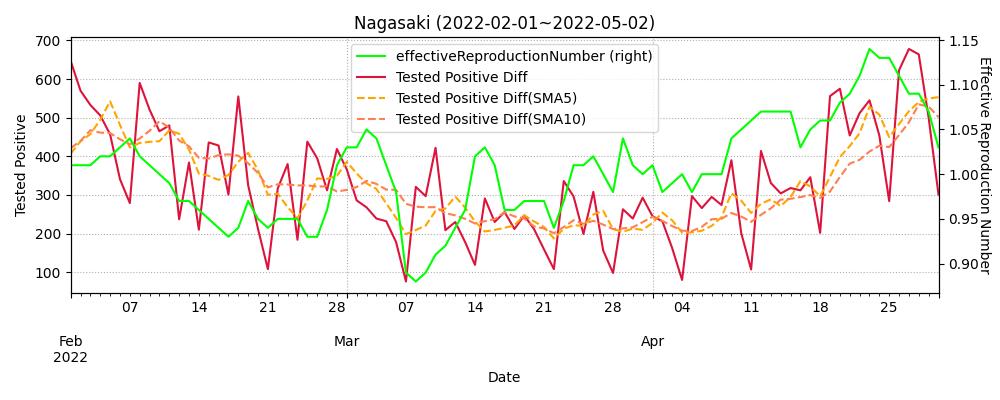 Nagasaki (2022-02-01~2022-05-02)
effectiveReproductionNumber (right)
Tested Positive Diff
Tested Positive Diff(SMA5)
Tested Positive Diff(SMA10)
Tested Positive
700
600
500
400
300
200
100
1.15
1.10
1.05
1.00
0.95
0.90
Effective Reproduction Number
07 14 21 28 07 14 21 28 04 11 18 25
Feb Mar Apr
2022
Date